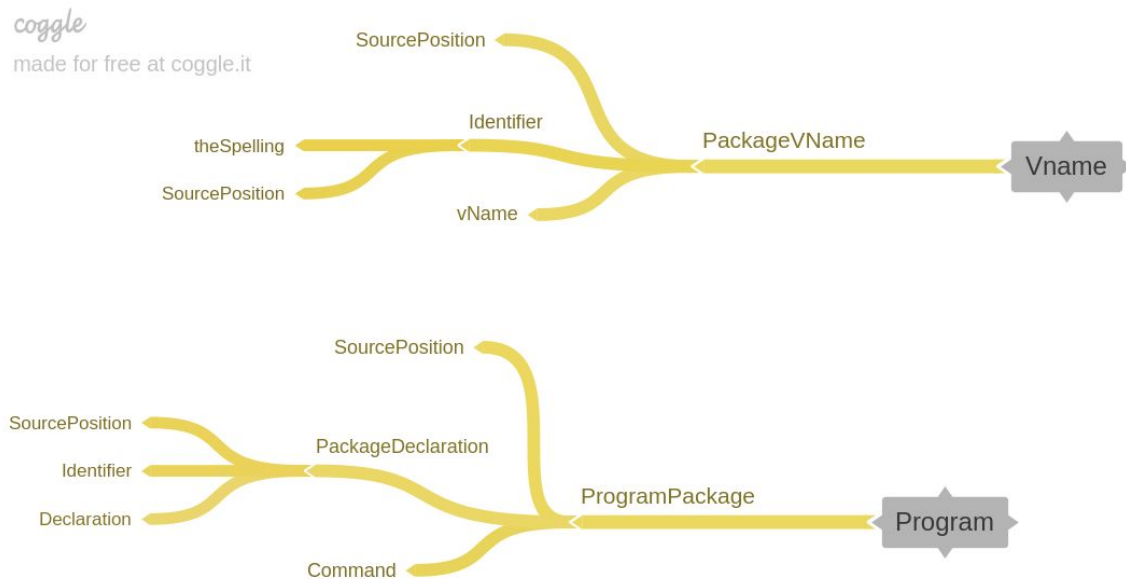 coggle
made for free at coggle.it
SourcePosition
Identifier
theSpelling
SourcePosition
vName
PackageVName
Vname
SourcePosition
SourcePosition
PackageDeclaration
Identifier
Declaration
Command
ProgramPackage
Program